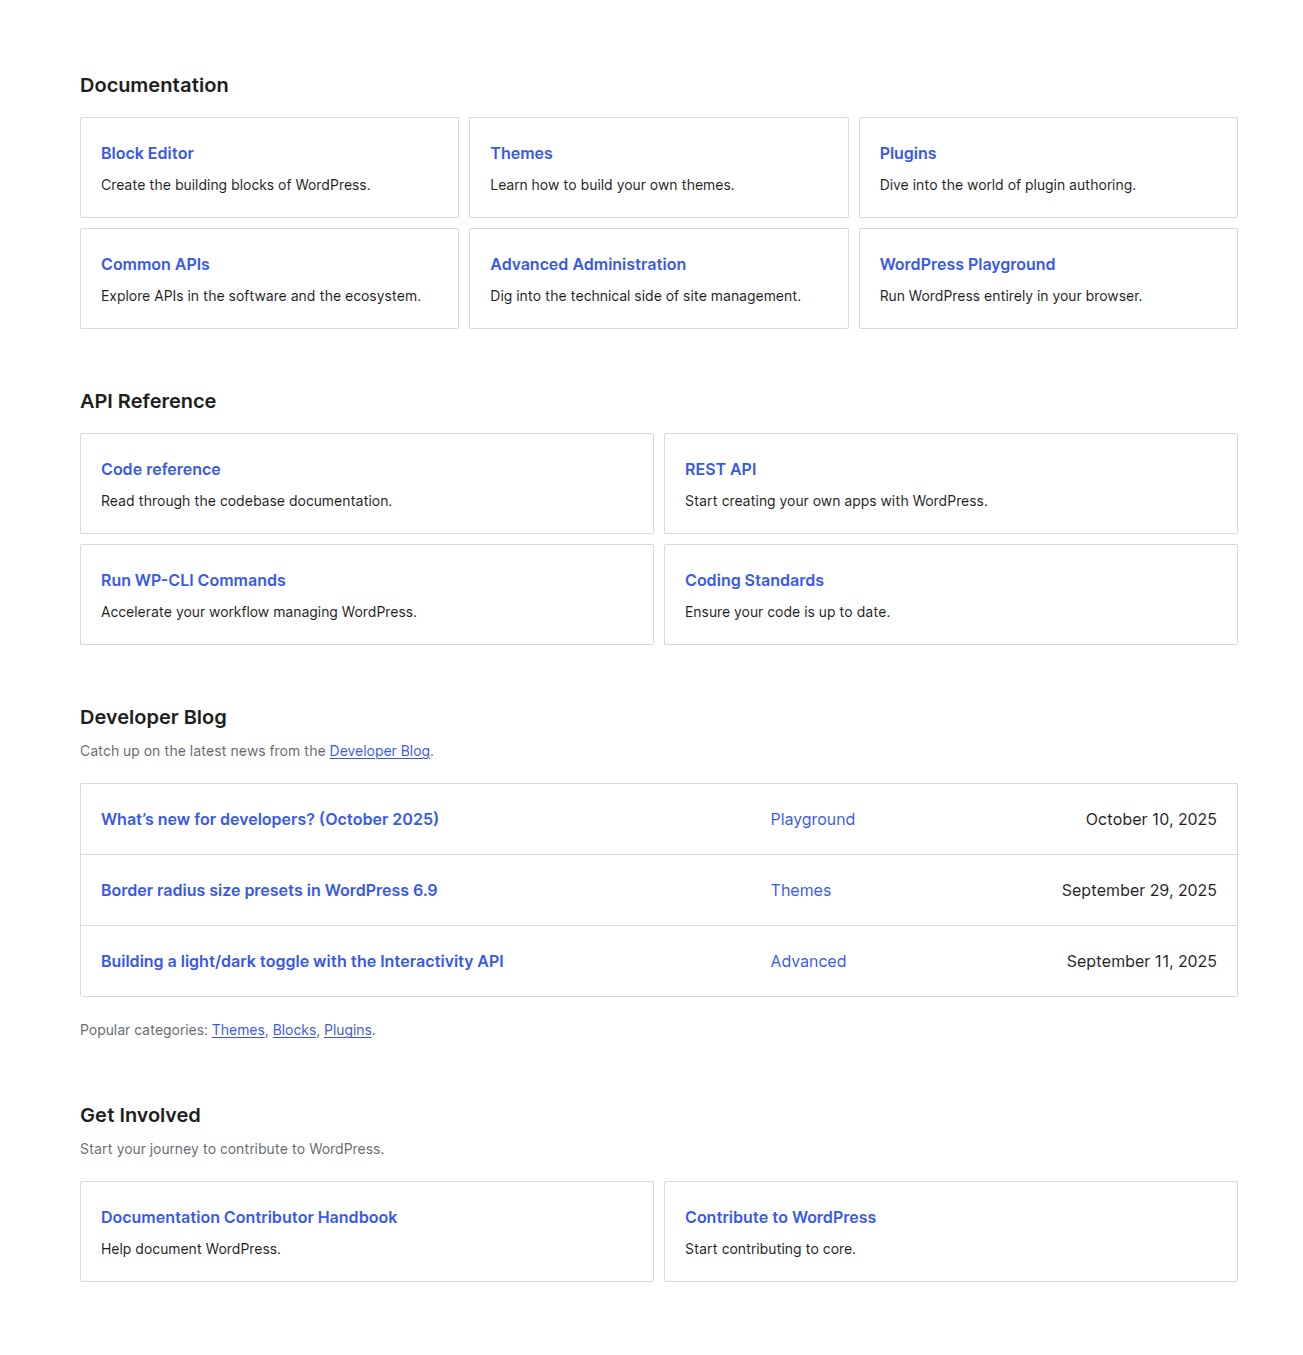 Documentation
Block Editor
Create the building blocks of WordPress.
Themes
Learn how to build your own themes.
Plugins
Dive into the world of plugin authoring.
Common APIs
Explore APIs in the software and the ecosystem.
Advanced Administration
Dig into the technical side of site management.
WordPress Playground
Run WordPress entirely in your browser.
API Reference
Code reference
Read through the codebase documentation.
REST API
Start creating your own apps with WordPress.
Run WP-CLI Commands
Accelerate your workflow managing WordPress.
Coding Standards
Ensure your code is up to date.
Developer Blog
Catch up on the latest news from the Developer Blog.
What’s new for developers? (October 2025) Playground October 10, 2025
Border radius size presets in WordPress 6.9 Themes September 29, 2025
Building a light/dark toggle with the Interactivity API Advanced September 11, 2025
Popular categories: Themes, Blocks, Plugins.
Get Involved
Start your journey to contribute to WordPress.
Documentation Contributor Handbook
Help document WordPress.
Contribute to WordPress
Start contributing to core.